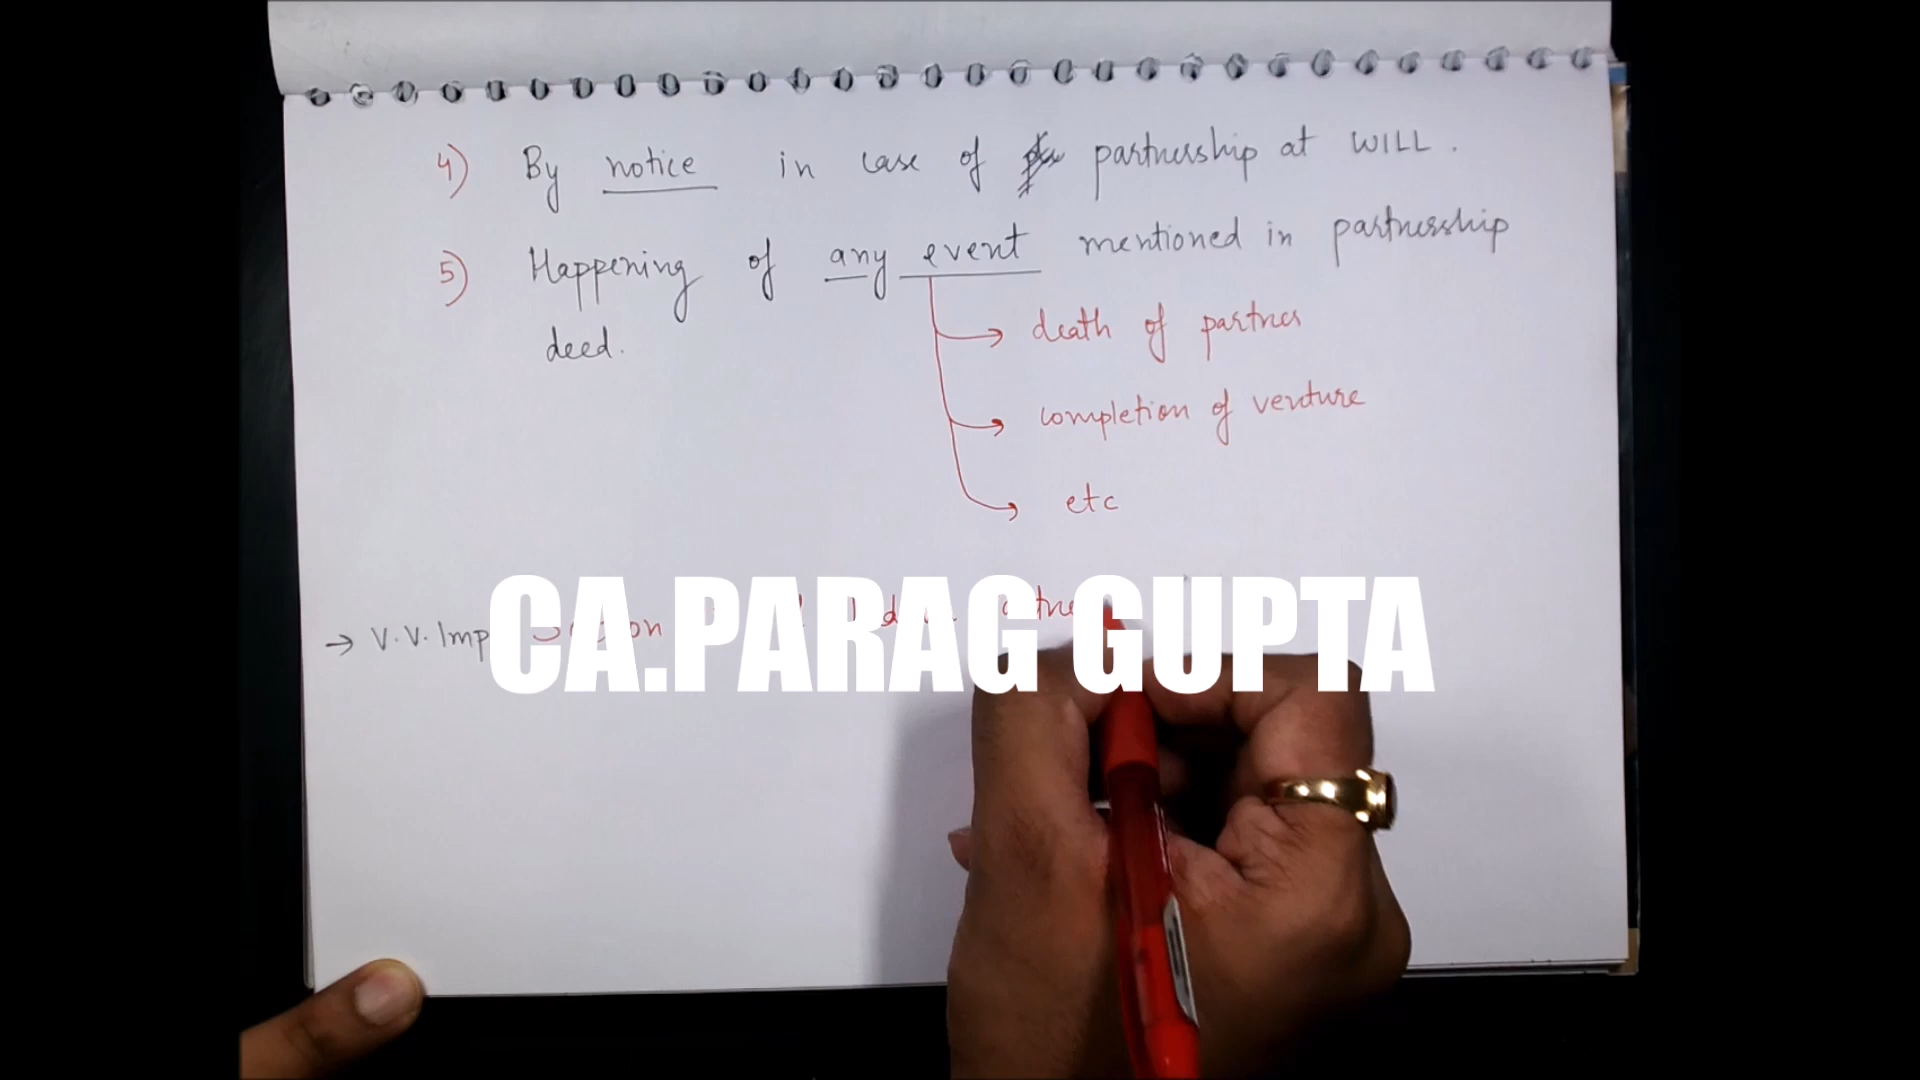 4) By notice in case of partnership at WILL.
5) Happening of any event mentioned in partnership
deed.
death of partner
completion of venture
etc
→ V.V. Imp
CA.PARAG GUPTA